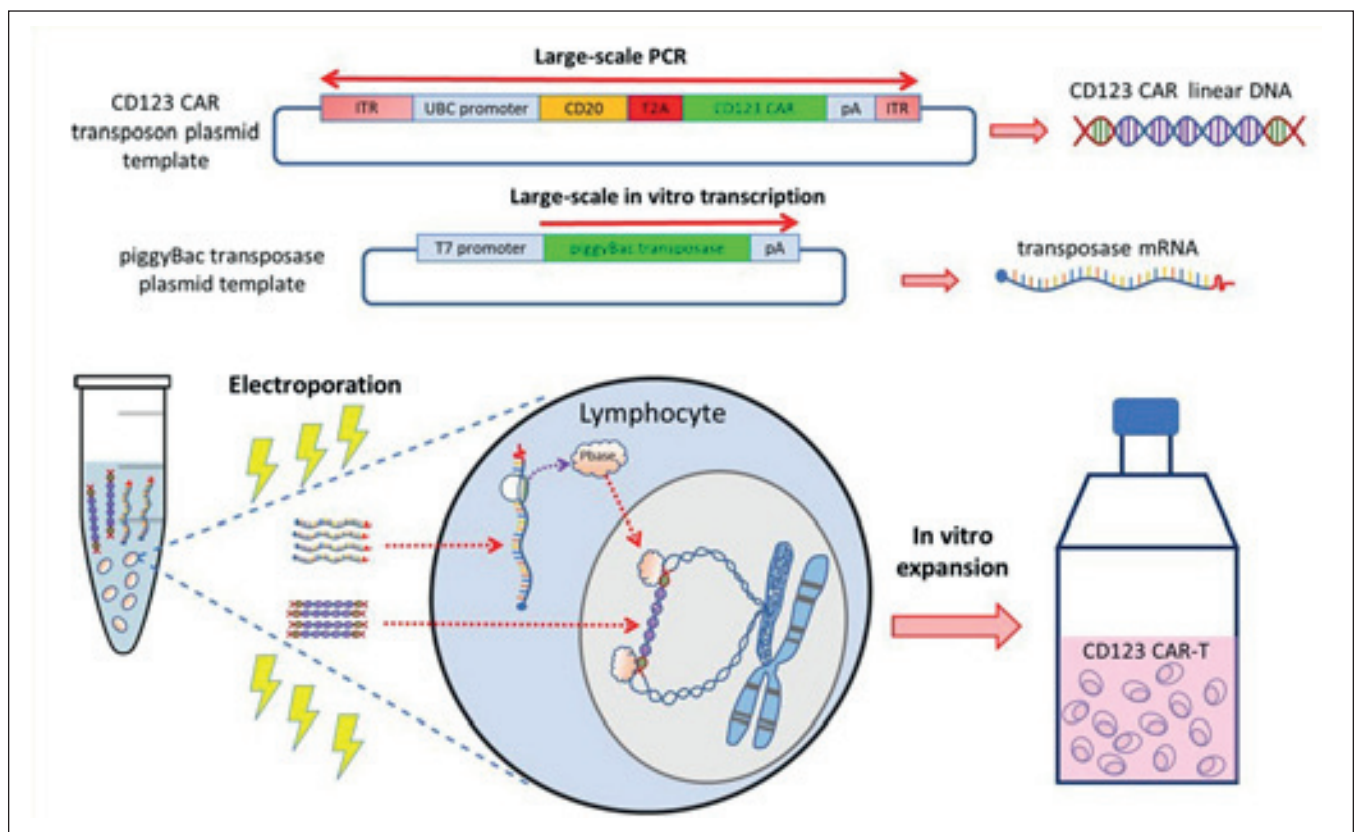 Large-scale PCR
CD123 CAR
transposon plasmid
template
ITR UBC promoter CD20 T2A CD123 CAR pA ITR
CD123 CAR linear DNA
Large-scale in vitro transcription
piggyBac transposase
plasmid template
T7 promoter piggyBac transposase pA
transposase mRNA
Electroporation
Lymphocyte
Pbase
In vitro
expansion
CD123 CAR-T